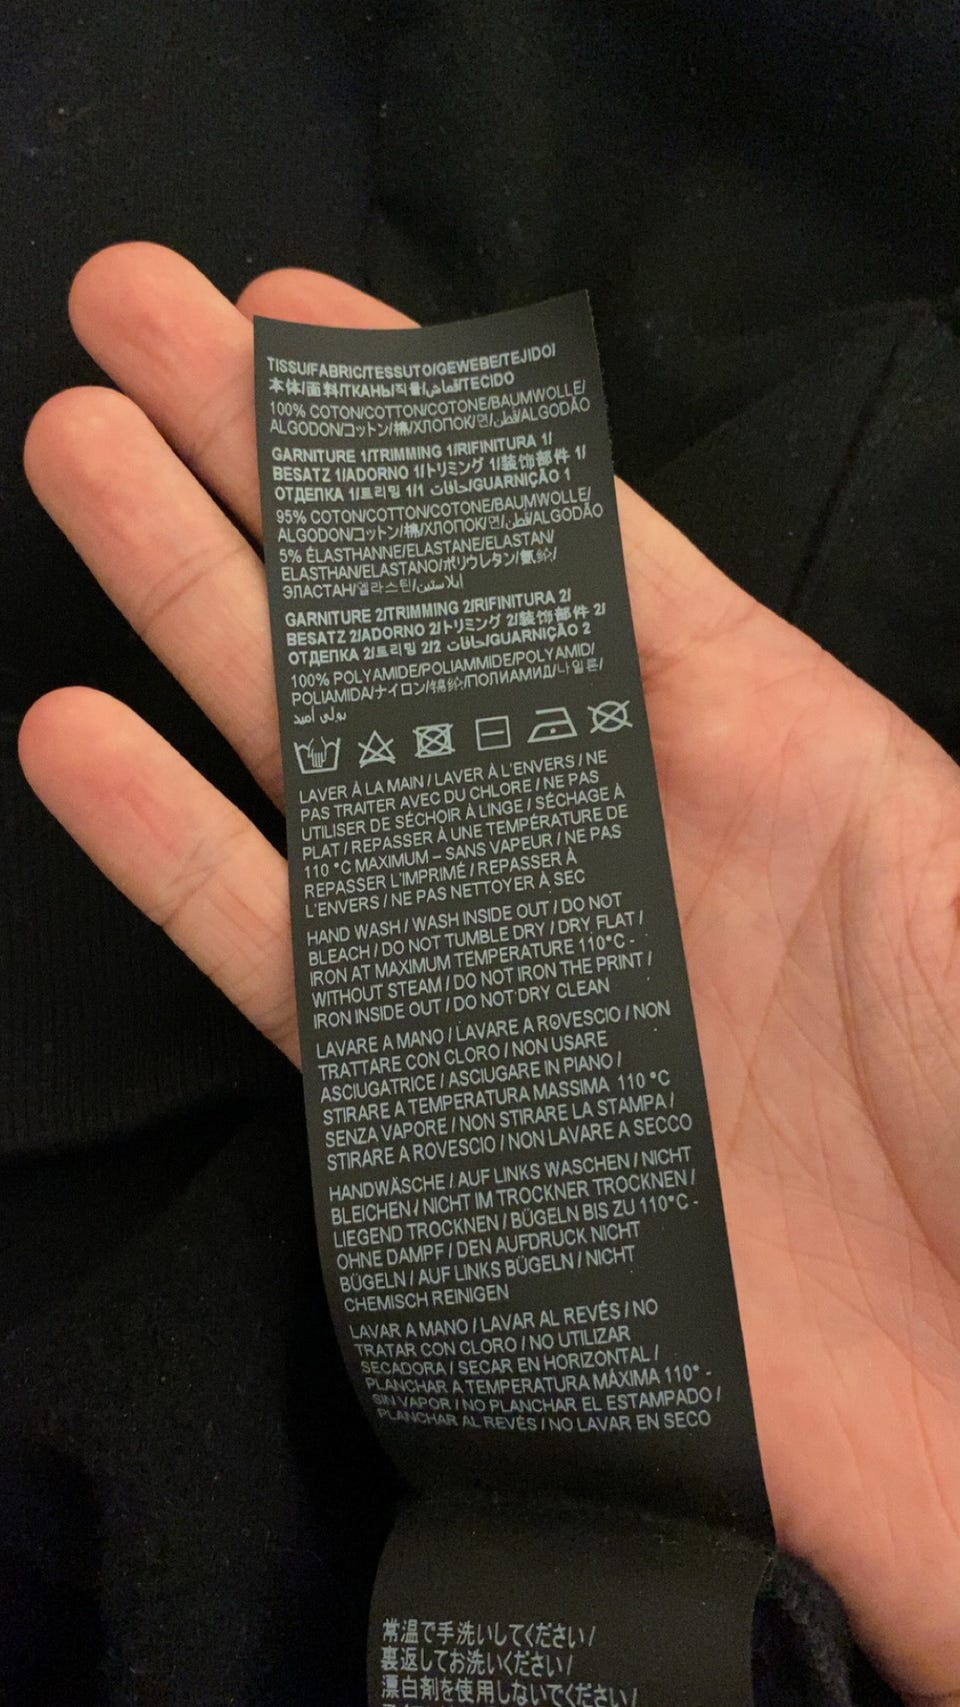 TISSU/FABRIC/TESSUTO/GEWEBE/TEJIDO/
本体/面料/ТКАНЬ/직물/قماش/TECIDO
100% COTON/COTTON/COTONE/BAUMWOLLE/
ALGODON/コットン/棉/ХЛОПОК/면/قطن/ALGODÃO
GARNITURE 1/TRIMMING 1/RIFINITURA 1/
BESATZ 1/ADORNO 1/トリミング 1/装饰部件 1/
ОТДЕЛКА 1/트리밍 1/1 حافات/GUARNIÇÃO 1
95% COTON/COTTON/COTONE/BAUMWOLLE/
ALGODON/コットン/棉/ХЛОПОК/면/قطن/ALGODÃO
5% ÉLASTHANNE/ELASTANE/ELASTAN/
ELASTHAN/ELASTANO/ポリウレタン/氨纶/
ЭЛАСТАН/엘라스틴/ايلاستين
GARNITURE 2/TRIMMING 2/RIFINITURA 2/
BESATZ 2/ADORNO 2/トリミング 2/装饰部件 2/
ОТДЕЛКА 2/트리밍 2/2 حافات/GUARNIÇÃO 2
100% POLYAMIDE/POLIAMMIDE/POLYAMID/
POLIAMIDA/ナイロン/锦纶/ПОЛИАМИД/나일론/
بولي اميد
LAVER À LA MAIN / LAVER À L'ENVERS / NE
PAS TRAITER AVEC DU CHLORE / NE PAS
UTILISER DE SÉCHOIR À LINGE / SÉCHAGE À
PLAT / REPASSER À UNE TEMPÉRATURE DE
110 °C MAXIMUM – SANS VAPEUR / NE PAS
REPASSER L'IMPRIMÉ / REPASSER À
L'ENVERS / NE PAS NETTOYER À SEC
HAND WASH / WASH INSIDE OUT / DO NOT
BLEACH / DO NOT TUMBLE DRY / DRY FLAT /
IRON AT MAXIMUM TEMPERATURE 110°C -
WITHOUT STEAM / DO NOT IRON THE PRINT /
IRON INSIDE OUT / DO NOT DRY CLEAN
LAVARE A MANO / LAVARE A ROVESCIO / NON
TRATTARE CON CLORO / NON USARE
ASCIUGATRICE / ASCIUGARE IN PIANO /
STIRARE A TEMPERATURA MASSIMA 110 °C
SENZA VAPORE / NON STIRARE LA STAMPA /
STIRARE A ROVESCIO / NON LAVARE A SECCO
HANDWÄSCHE / AUF LINKS WASCHEN / NICHT
BLEICHEN / NICHT IM TROCKNER TROCKNEN /
LIEGEND TROCKNEN / BÜGELN BIS ZU 110°C -
OHNE DAMPF / DEN AUFDRUCK NICHT
BÜGELN / AUF LINKS BÜGELN / NICHT
CHEMISCH REINIGEN
LAVAR A MANO / LAVAR AL REVÉS / NO
TRATAR CON CLORO / NO UTILIZAR
SECADORA / SECAR EN HORIZONTAL /
PLANCHAR A TEMPERATURA MÁXIMA 110° -
SIN VAPOR / NO PLANCHAR EL ESTAMPADO /
PLANCHAR AL REVÉS / NO LAVAR EN SECO
常温で手洗いしてください/
裏返してお洗いください/
漂白剤を使用しないでください/